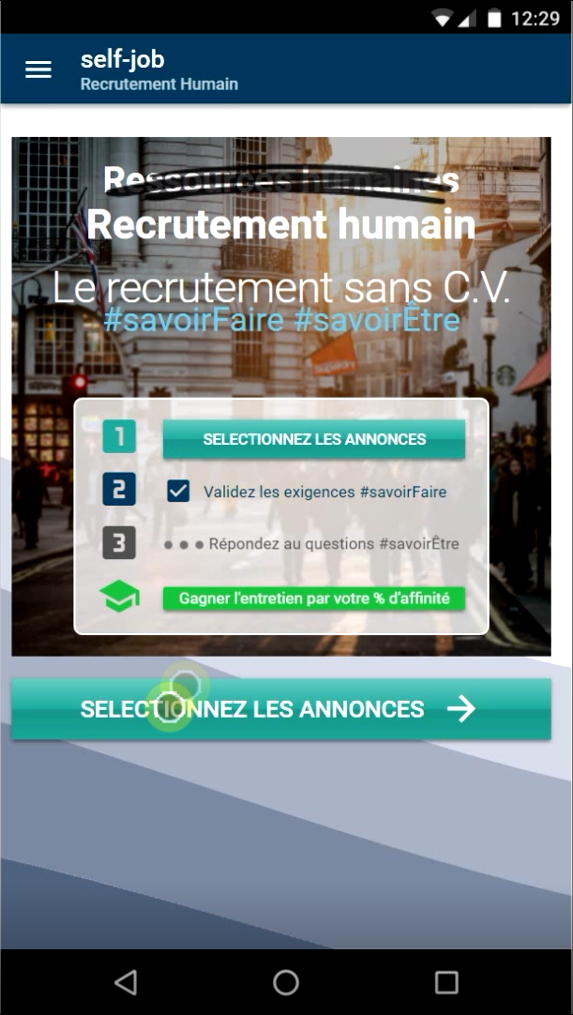 12:29
self-job
Recrutement Humain
Ressources humaines
Recrutement humain
Le recrutement sans C.V.
#savoirFaire #savoirÊtre
1 SELECTIONNEZ LES ANNONCES
2 Validez les exigences #savoirFaire
3 Répondez au questions #savoirÊtre
Gagner l'entretien par votre % d'affinité
SELECTIONNEZ LES ANNONCES